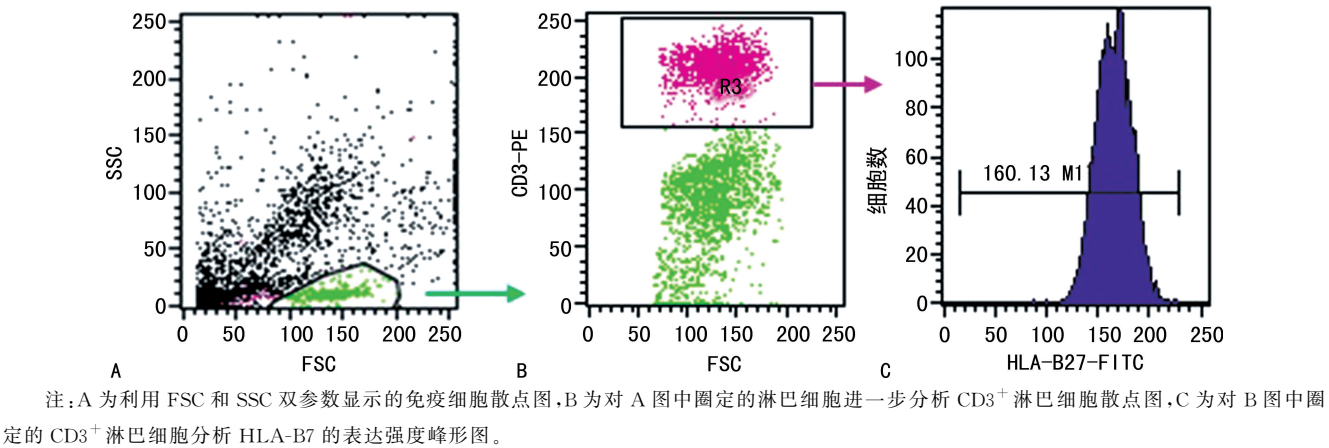 250
200
150
100
50
0
SSC
0 50 100 150 200 250
FSC
A
250
200
150
100
50
0
CD3-PE
R3
0 50 100 150 200 250
FSC
B
100
80
60
40
20
0
细胞数
160.13 M1
0 50 100 150 200 250
HLA-B27-FITC
C
注:A 为利用 FSC 和 SSC 双参数显示的免疫细胞散点图,B 为对 A 图中圈定的淋巴细胞进一步分析 CD3⁺ 淋巴细胞散点图,C 为对 B 图中圈
定的 CD3⁺ 淋巴细胞分析 HLA-B7 的表达强度峰形图。